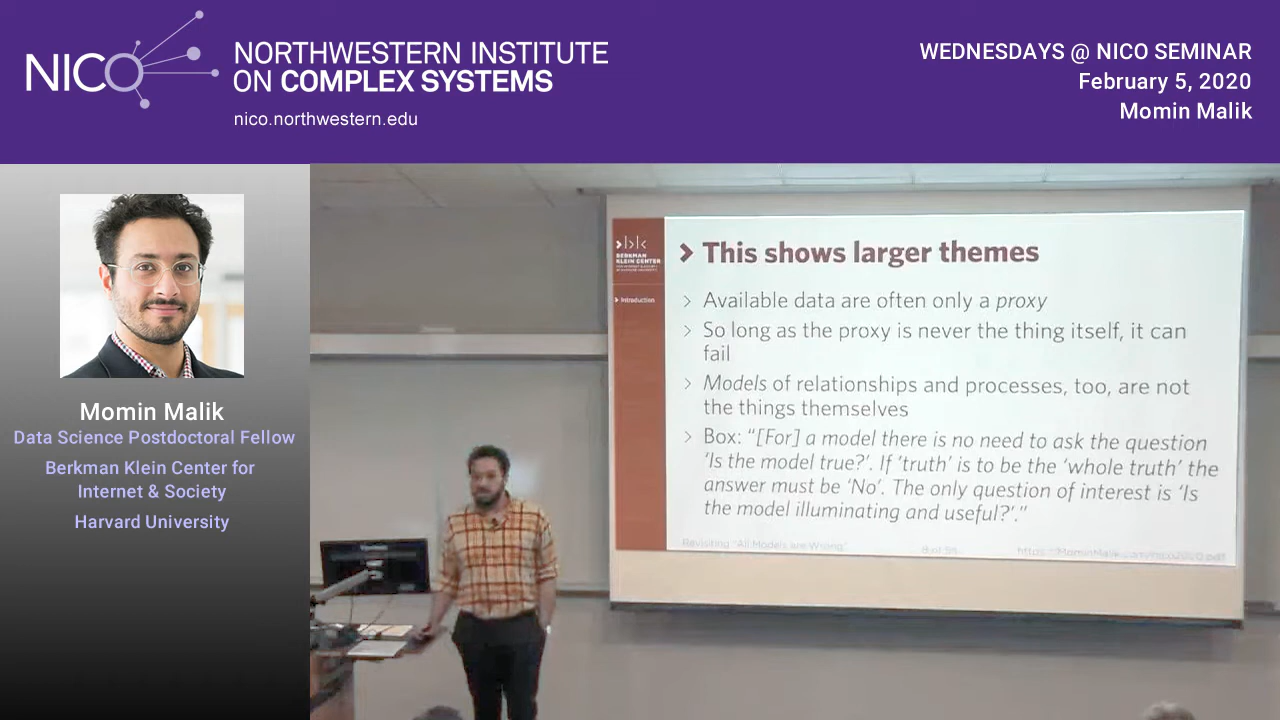 NICO
NORTHWESTERN INSTITUTE
ON COMPLEX SYSTEMS
nico.northwestern.edu
WEDNESDAYS @ NICO SEMINAR
February 5, 2020
Momin Malik
Momin Malik
Data Science Postdoctoral Fellow
Berkman Klein Center for
Internet & Society
Harvard University
BERKMAN
KLEIN CENTER
Introduction
This shows larger themes
Available data are often only a proxy
So long as the proxy is never the thing itself, it can
fail
Models of relationships and processes, too, are not
the things themselves
Box: “[For] a model there is no need to ask the question
‘Is the model true?’. If ‘truth’ is to be the ‘whole truth’ the
answer must be ‘No’. The only question of interest is ‘Is
the model illuminating and useful?’.”
Revisiting “All Models are Wrong”